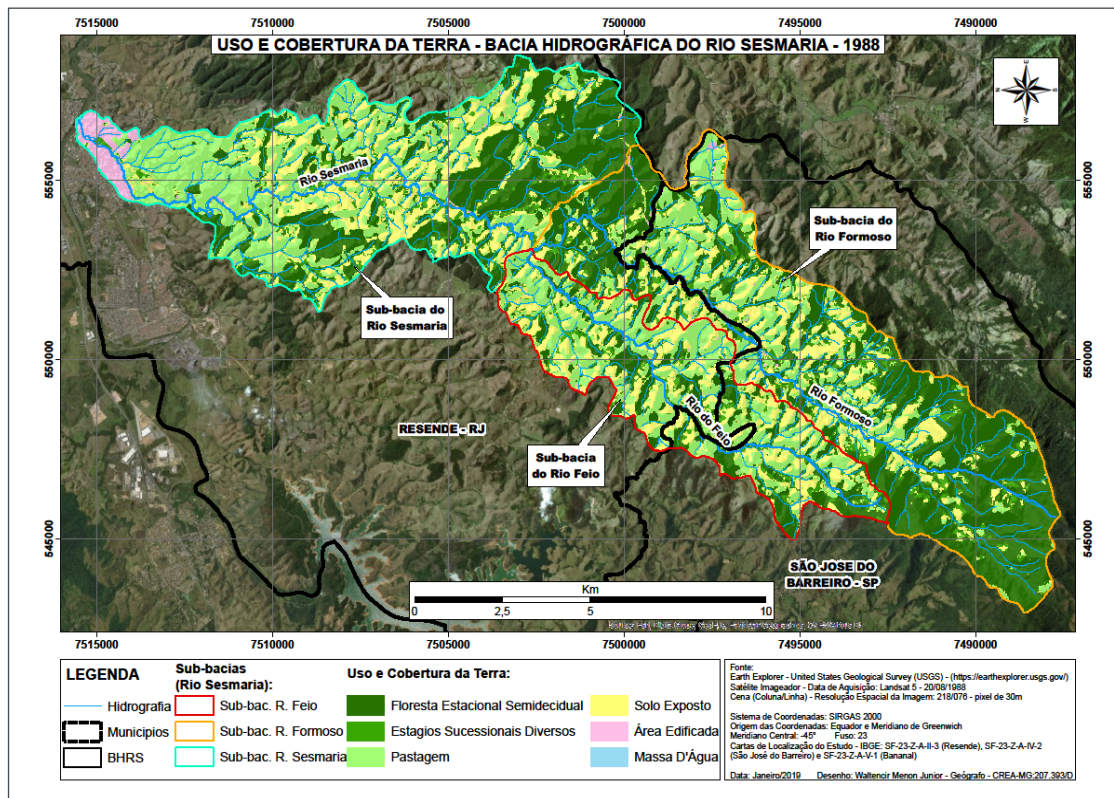 7515000 7510000 7505000 7500000 7495000 7490000
USO E COBERTURA DA TERRA - BACIA HIDROGRÁFICA DO RIO SESMARIA - 1988
E
N
S
W
Rio Sesmaria
555000
555000
Sub-bacia do
Rio Formoso
Sub-bacia do
Rio Sesmaria
550000
550000
Rio Formoso
Rio do Feio
RESENDE - RJ
Sub-bacia
do Rio Feio
545000
545000
SÃO JOSE DO
BARREIRO - SP
Km
0 2,5 5 10
7515000 7510000 7505000 7500000 7495000 7490000
LEGENDA
Hidrografia
Municipios
BHRS
Sub-bacias
(Rio Sesmaria):
Sub-bac. R. Feio
Sub-bac. R. Formoso
Sub-bac. R. Sesmaria
Uso e Cobertura da Terra:
Floresta Estacional Semidecidual
Estagios Sucessionais Diversos
Pastagem
Solo Exposto
Área Edificada
Massa D'Água
Fonte:
Earth Explorer - United States Geological Survey (USGS) - (https://earthexplorer.usgs.gov/)
Satélite Imageador - Data de Aquisição: Landsat 5 - 20/08/1988
Cena (Coluna/Linha) - Resolução Espacial da Imagem: 218/076 - pixel de 30m
Sistema de Coordenadas: SIRGAS 2000
Origem das Coordenadas: Equador e Meridiano de Greenwich
Meridiano Central: -45° Fuso: 23
Cartas de Localização do Estudo - IBGE: SF-23-Z-A-II-3 (Resende), SF-23-Z-A-IV-2
(São José do Barreiro) e SF-23-Z-A-V-1 (Bananal)
Data: Janeiro/2019 Desenho: Waltencir Menon Junior - Geógrafo - CREA-MG:207.393/D